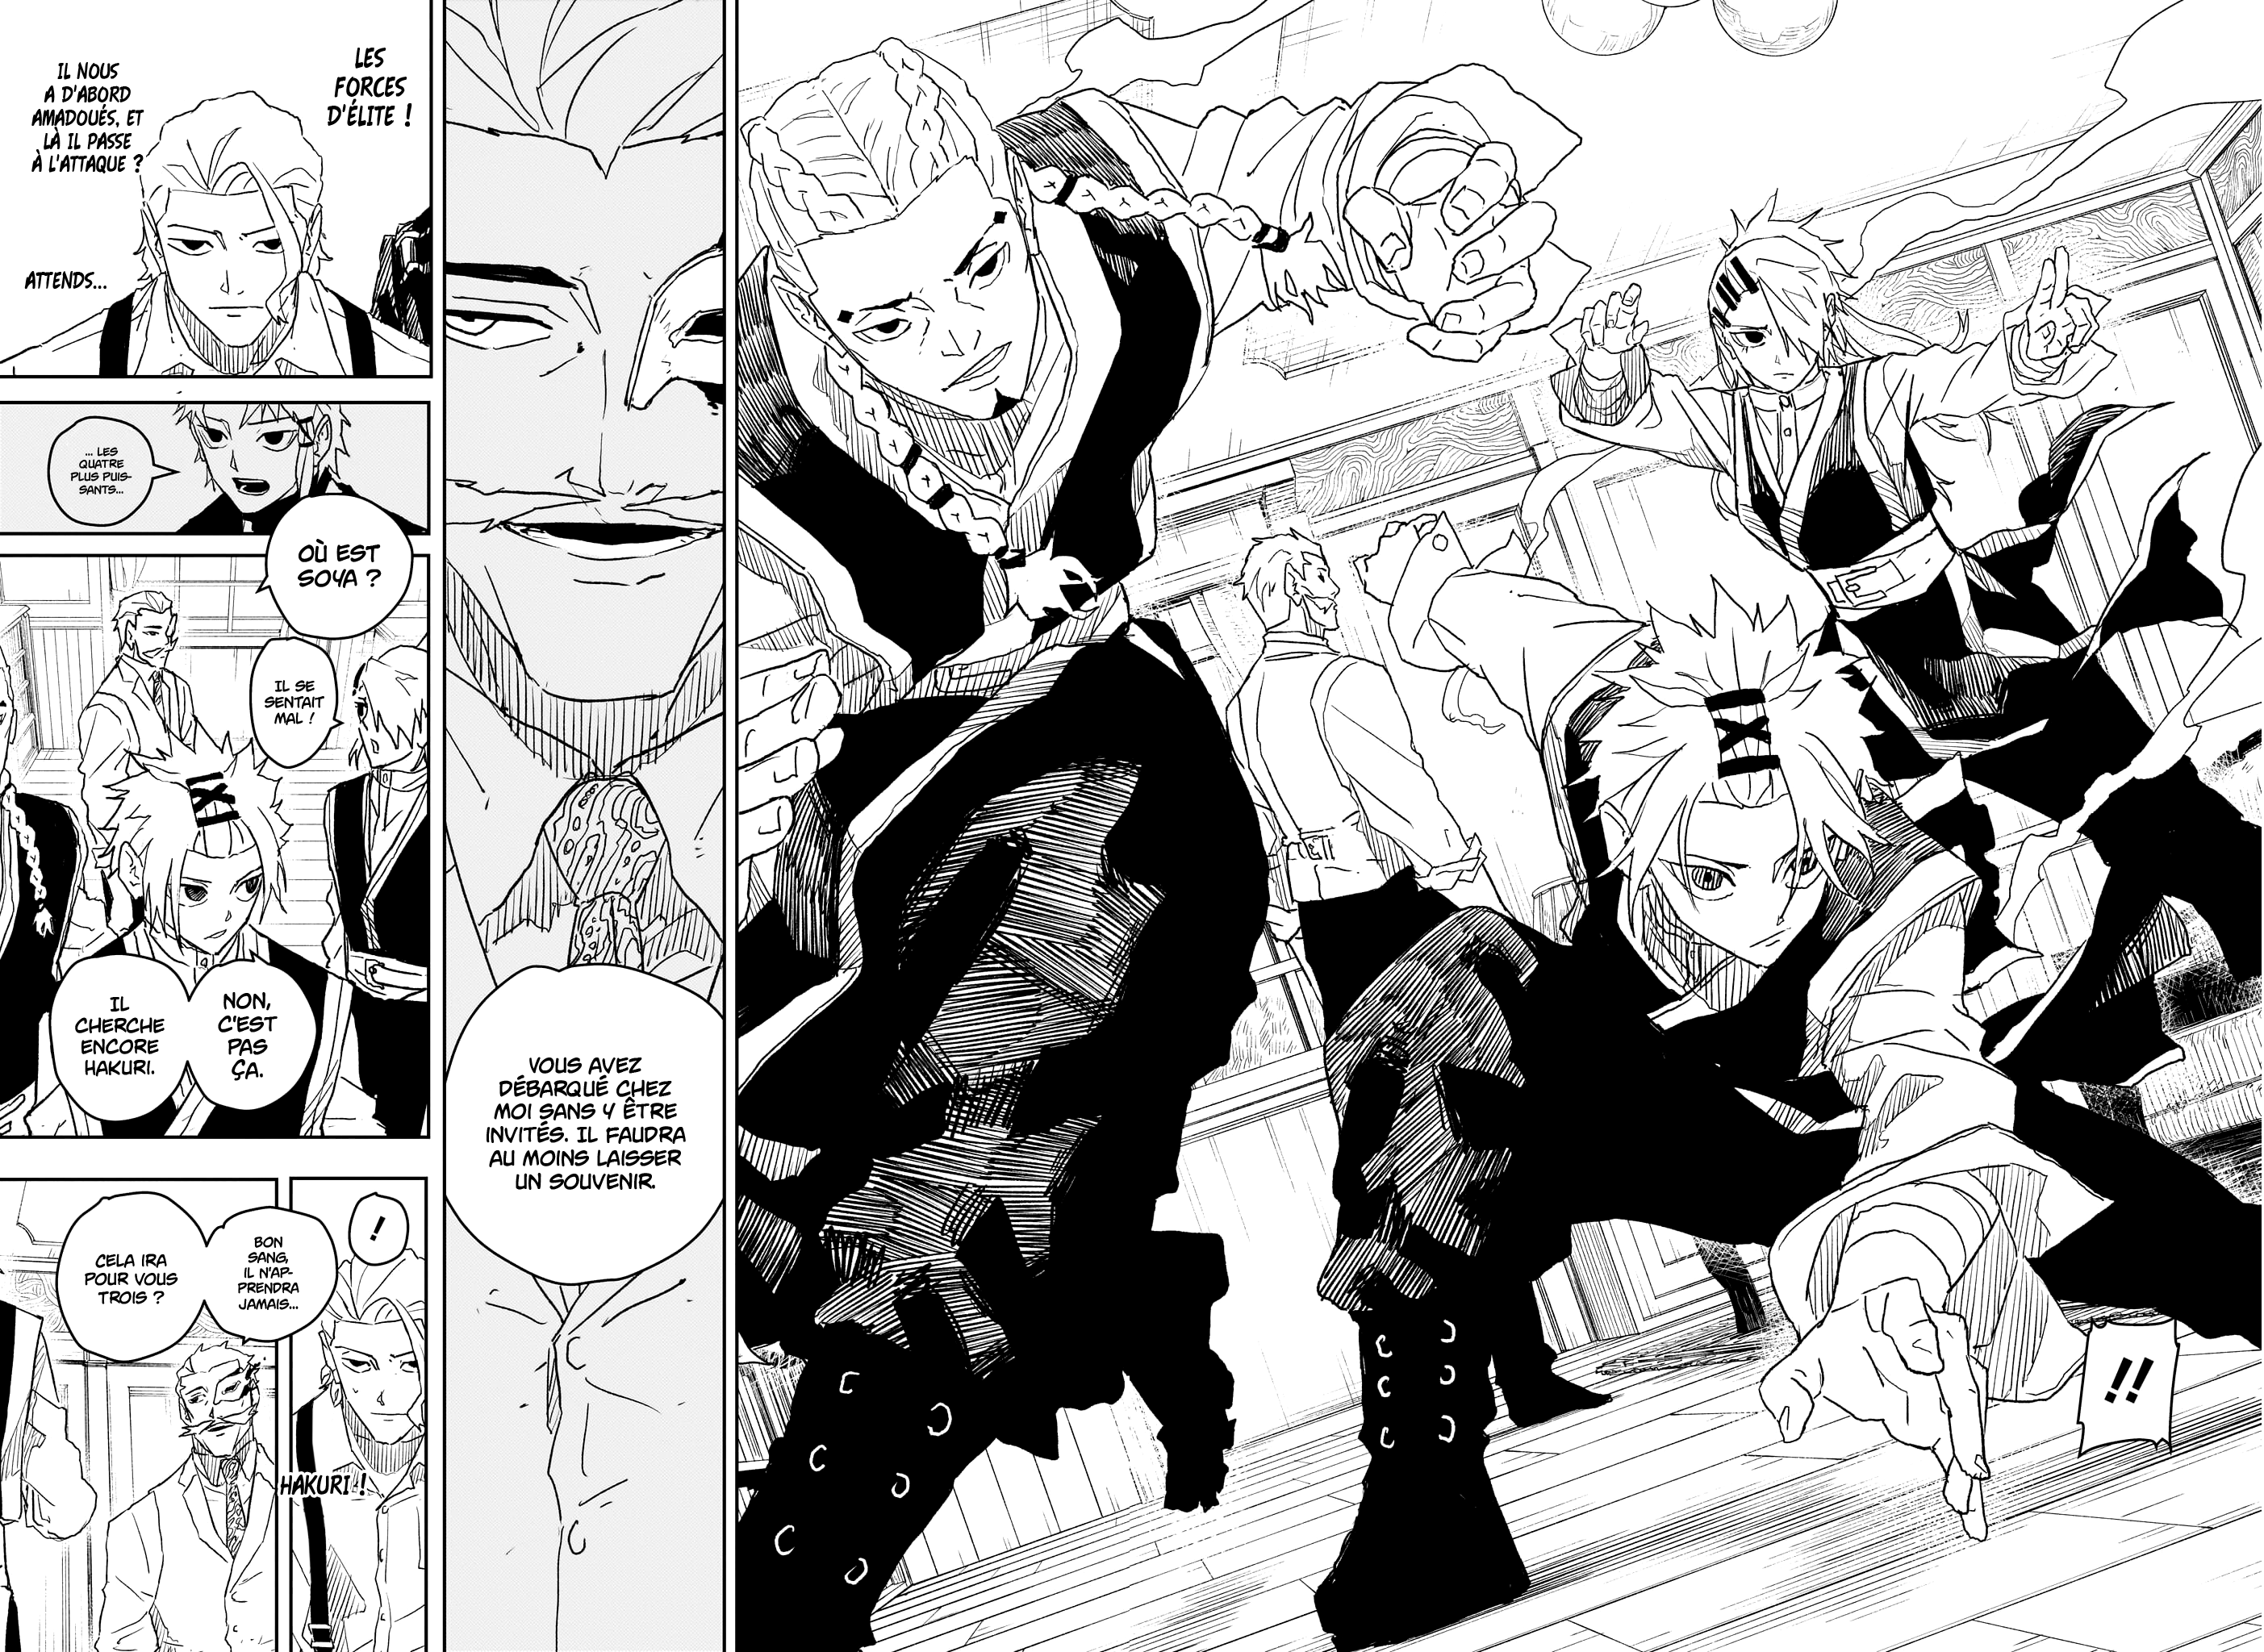 !!
VOUS AVEZ
DÉBARQUÉ CHEZ
MOI SANS Y ÊTRE
INVITÉS. IL FAUDRA
AU MOINS LAISSER
UN SOUVENIR.
LES
FORCES
D'ÉLITE !
IL NOUS
A D'ABORD
AMADOUÉS, ET
LÀ IL PASSE
À L'ATTAQUE ?
ATTENDS...
... LES
QUATRE
PLUS PUIS-
SANTS...
OÙ EST
SOYA ?
IL SE
SENTAIT
MAL !
NON,
C'EST
PAS
ÇA.
IL
CHERCHE
ENCORE
HAKURI.
!
HAKURI !
BON
SANG,
IL N'AP-
PRENDRA
JAMAIS...
CELA IRA
POUR VOUS
TROIS ?